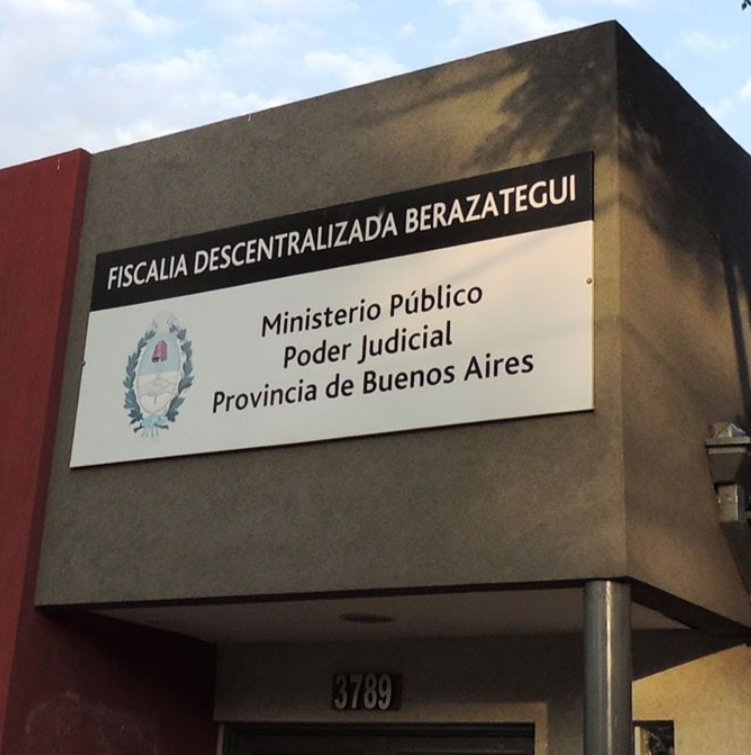 FISCALIA DESCENTRALIZADA BERAZATEGUI
Ministerio Público
Poder Judicial
Provincia de Buenos Aires
3789